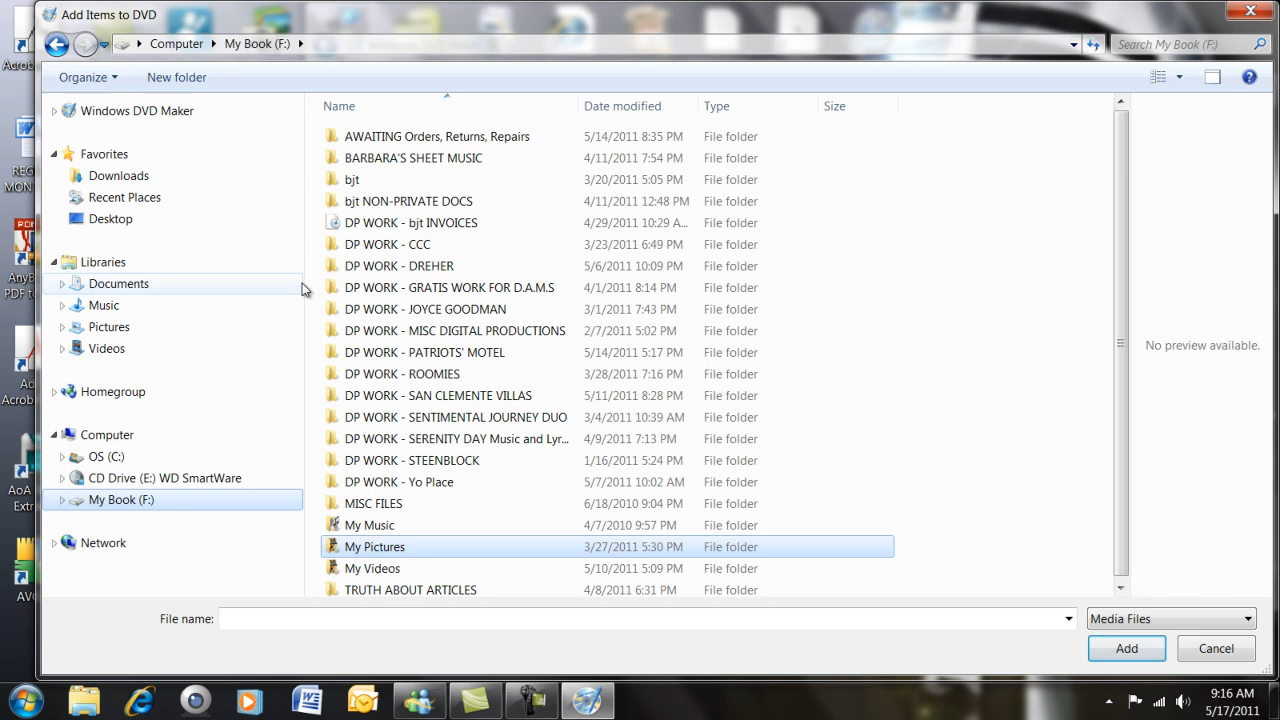 Add Items to DVD
Computer My Book (F:) Search My Book (F:)
Organize New folder
Name Date modified Type Size
Windows DVD Maker
Favorites
Downloads
Recent Places
Desktop
Libraries
Documents
Music
Pictures
Videos
Homegroup
Computer
OS (C:)
CD Drive (E:) WD SmartWare
My Book (F:)
Network
AWAITING Orders, Returns, Repairs 5/14/2011 8:35 PM File folder
BARBARA'S SHEET MUSIC 4/11/2011 7:54 PM File folder
bjt 3/20/2011 5:05 PM File folder
bjt NON-PRIVATE DOCS 4/11/2011 12:48 PM File folder
DP WORK - bjt INVOICES 4/29/2011 10:29 A... File folder
DP WORK - CCC 3/23/2011 6:49 PM File folder
DP WORK - DREHER 5/6/2011 10:09 PM File folder
DP WORK - GRATIS WORK FOR D.A.M.S 4/1/2011 8:14 PM File folder
DP WORK - JOYCE GOODMAN 3/1/2011 7:43 PM File folder
DP WORK - MISC DIGITAL PRODUCTIONS 2/7/2011 5:02 PM File folder
DP WORK - PATRIOTS' MOTEL 5/14/2011 5:17 PM File folder
DP WORK - ROOMIES 3/28/2011 7:16 PM File folder
DP WORK - SAN CLEMENTE VILLAS 5/11/2011 8:28 PM File folder
DP WORK - SENTIMENTAL JOURNEY DUO 3/4/2011 10:39 AM File folder
DP WORK - SERENITY DAY Music and Lyr... 4/9/2011 7:13 PM File folder
DP WORK - STEENBLOCK 1/16/2011 5:24 PM File folder
DP WORK - Yo Place 5/7/2011 10:02 AM File folder
MISC FILES 6/18/2010 9:04 PM File folder
My Music 4/7/2010 9:57 PM File folder
My Pictures 3/27/2011 5:30 PM File folder
My Videos 5/10/2011 5:09 PM File folder
TRUTH ABOUT ARTICLES 4/8/2011 6:31 PM File folder
No preview available.
File name: Media Files
Add Cancel
Acro
REG
MON
PDF
AnyB
PDF t
Ad
Acrob
AoA
Extr
AV
9:16 AM
5/17/2011